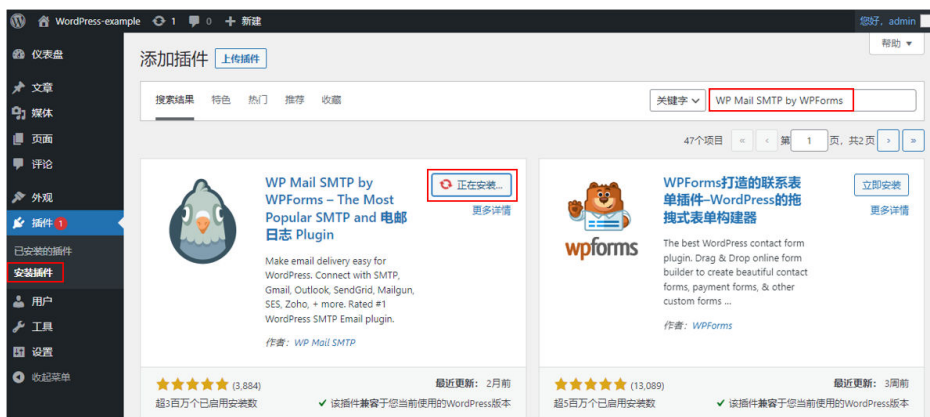 WordPress-example 1 0 新建 您好, admin
仪表盘
文章
媒体
页面
评论
外观
插件 1
已安装的插件
安装插件
用户
工具
设置
收起菜单
帮助
添加插件 上传插件
搜索结果 特色 热门 推荐 收藏 关键字 WP Mail SMTP by WPForms
47个项目 « ‹ 第 1 页, 共2页 › »
WP Mail SMTP by
WPForms – The Most
Popular SMTP and 电邮
日志 Plugin
正在安装...
更多详情
Make email delivery easy for
WordPress. Connect with SMTP,
Gmail, Outlook, SendGrid, Mailgun,
SES, Zoho, + more. Rated #1
WordPress SMTP Email plugin.
作者: WP Mail SMTP
(3,884) 最近更新: 2月前
超3百万个已启用安装数 该插件兼容于您当前使用的WordPress版本
wpforms
WPForms打造的联系表
单插件–WordPress的拖
拽式表单构建器
立即安装
更多详情
The best WordPress contact form
plugin. Drag & Drop online form
builder to create beautiful contact
forms, payment forms, & other
custom forms ...
作者: WPForms
(13,089) 最近更新: 3周前
超5百万个已启用安装数 该插件兼容于您当前使用的WordPress版本